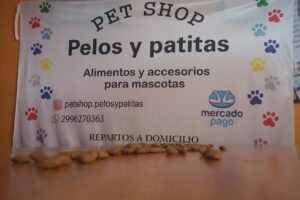 PET SHOP
Pelos y patitas
Alimentos y accesorios
para mascotas
petshop.pelosypatitas
2996270363
mercado
pago
REPARTOS A DOMICILIO